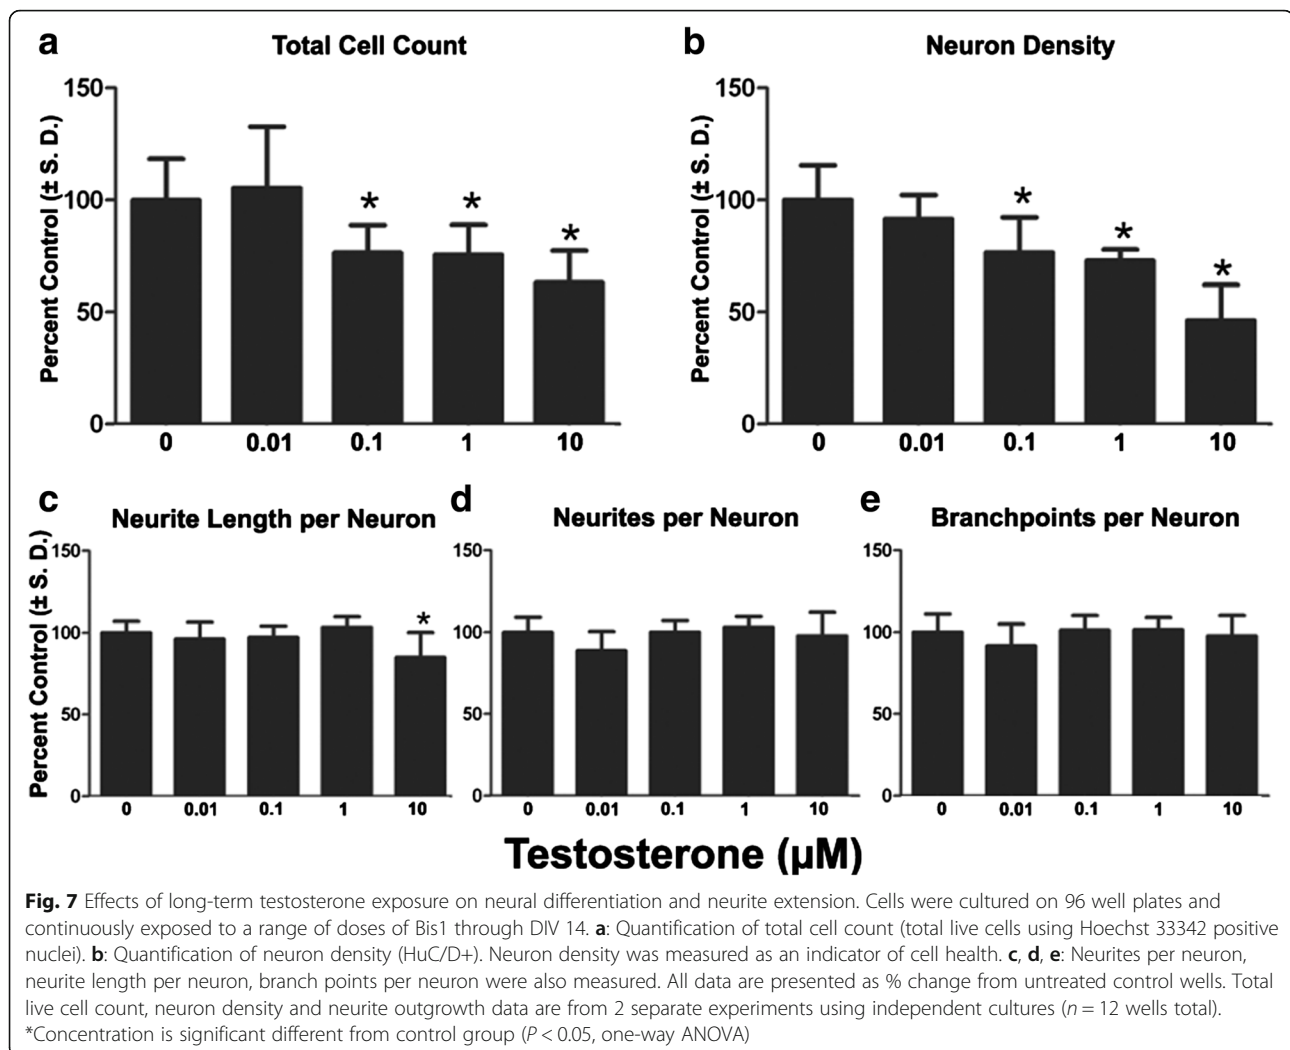 a
Total Cell Count
b
Neuron Density
Percent Control (± S. D.)
150
100
50
0
*
*
*
0 0.01 0.1 1 10
Percent Control (± S. D.)
150
100
50
0
*
*
*
0 0.01 0.1 1 10
c
Neurite Length per Neuron
d
Neurites per Neuron
e
Branchpoints per Neuron
Percent Control (± S. D.)
150
100
50
0
*
0 0.01 0.1 1 10
150
100
50
0
0 0.01 0.1 1 10
150
100
50
0
0 0.01 0.1 1 10
Testosterone (µM)
Fig. 7 Effects of long-term testosterone exposure on neural differentiation and neurite extension. Cells were cultured on 96 well plates and
continuously exposed to a range of doses of Bis1 through DIV 14. a: Quantification of total cell count (total live cells using Hoechst 33342 positive
nuclei). b: Quantification of neuron density (HuC/D+). Neuron density was measured as an indicator of cell health. c, d, e: Neurites per neuron,
neurite length per neuron, branch points per neuron were also measured. All data are presented as % change from untreated control wells. Total
live cell count, neuron density and neurite outgrowth data are from 2 separate experiments using independent cultures (n = 12 wells total).
*Concentration is significant different from control group (P < 0.05, one-way ANOVA)